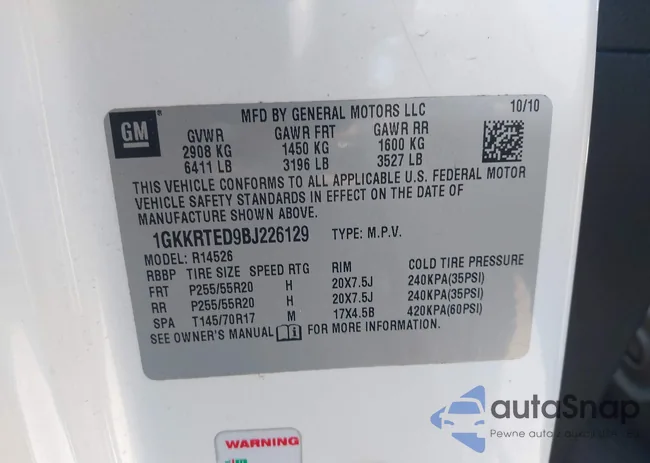 MFD BY GENERAL MOTORS LLC 10/10
GM
GVWR GAWR FRT GAWR RR
2908 KG 1450 KG 1600 KG
6411 LB 3196 LB 3527 LB
THIS VEHICLE CONFORMS TO ALL APPLICABLE U.S. FEDERAL MOTOR
VEHICLE SAFETY STANDARDS IN EFFECT ON THE DATE OF
MANUFACTURE SHOWN ABOVE.
1GKKRTED9BJ226129 TYPE: M.P.V.
MODEL: R14526
RBBP TIRE SIZE SPEED RTG RIM COLD TIRE PRESSURE
FRT P255/55R20 H 20X7.5J 240KPA(35PSI)
RR P255/55R20 H 20X7.5J 240KPA(35PSI)
SPA T145/70R17 M 17X4.5B 420KPA(60PSI)
SEE OWNER'S MANUAL FOR MORE INFORMATION.
autoSnap
WARNING